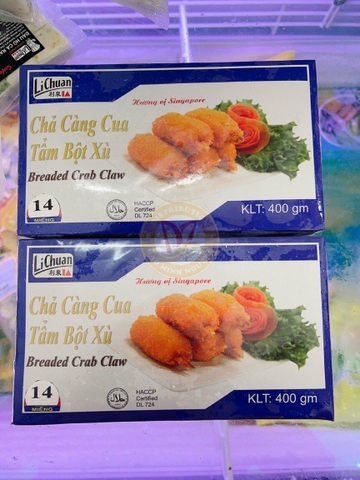 LiChuan
Hương of Singapore
Chả Càng Cua
Tẩm Bột Xù
Breaded Crab Claw
14
MIẾNG
HACCP
Certified
DL 724
KLT: 400 gm
LiChuan
Hương of Singapore
Chả Càng Cua
Tẩm Bột Xù
Breaded Crab Claw
14
MIẾNG
HACCP
Certified
DL 724
KLT: 400 gm